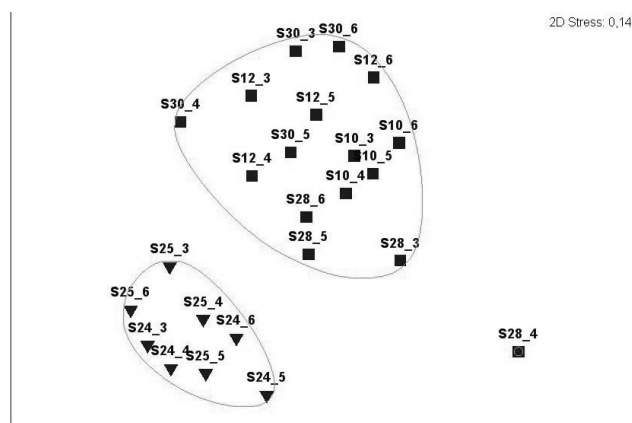 2D Stress: 0,14
S30_3
S30_6
S12_6
S12_3
S30_4
S12_5
S10_6
S30_5
S10_3
S10_5
S12_4
S10_4
S28_6
S28_5
S28_3
S25_3
S25_6
S25_4
S24_6
S24_3
S24_4
S25_5
S24_5
S28_4